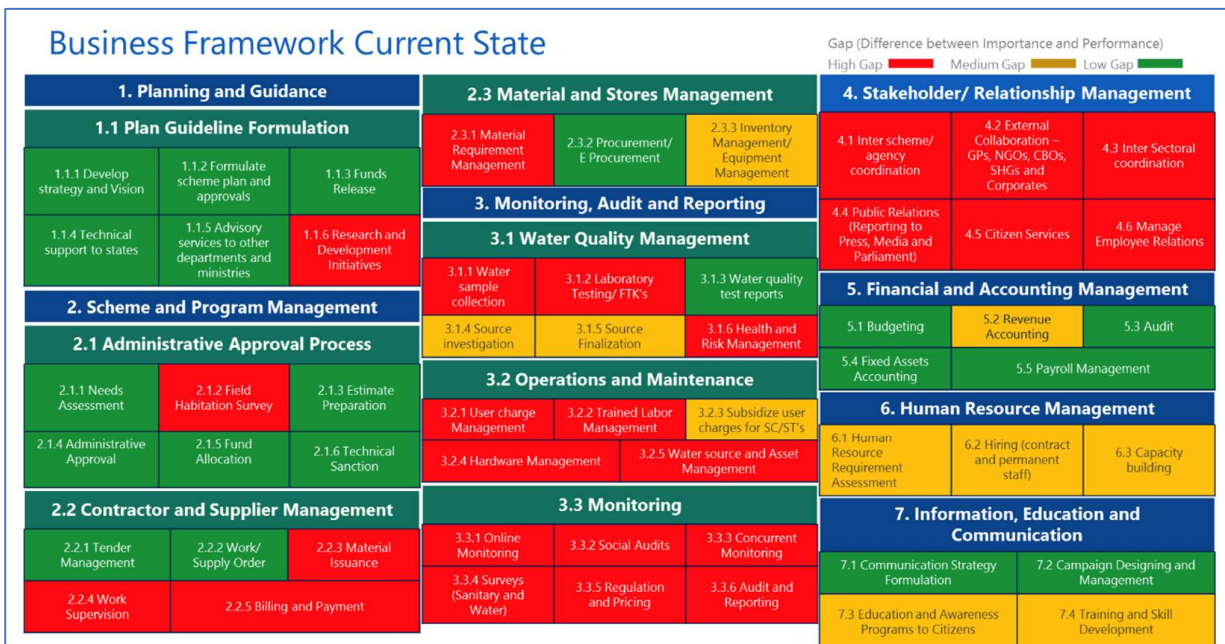 Business Framework Current State
Gap (Difference between Importance and Performance)
High Gap
Medium Gap
Low Gap
1. Planning and Guidance
1.1 Plan Guideline Formulation
1.1.1 Develop
strategy and Vision
1.1.2 Formulate
scheme plan and
approvals
1.1.3 Funds
Release
1.1.4 Technical
support to states
1.1.5 Advisory
services to other
departments and
ministries
1.1.6 Research and
Development
Initiatives
2. Scheme and Program Management
2.1 Administrative Approval Process
2.1.1 Needs
Assessment
2.1.2 Field
Habitation Survey
2.1.3 Estimate
Preparation
2.1.4 Administrative
Approval
2.1.5 Fund
Allocation
2.1.6 Technical
Sanction
2.2 Contractor and Supplier Management
2.2.1 Tender
Management
2.2.2 Work/
Supply Order
2.2.3 Material
Issuance
2.2.4 Work
Supervision
2.2.5 Billing and Payment
2.3 Material and Stores Management
2.3.1 Material
Requirement
Management
2.3.2 Procurement/
E Procurement
2.3.3 Inventory
Management/
Equipment
Management
3. Monitoring, Audit and Reporting
3.1 Water Quality Management
3.1.1 Water
sample
collection
3.1.2 Laboratory
Testing/ FTK's
3.1.3 Water quality
test reports
3.1.4 Source
investigation
3.1.5 Source
Finalization
3.1.6 Health and
Risk Management
3.2 Operations and Maintenance
3.2.1 User charge
Management
3.2.2 Trained Labor
Management
3.2.3 Subsidize user
charges for SC/ST's
3.2.4 Hardware Management
3.2.5 Water source and Asset
Management
3.3 Monitoring
3.3.1 Online
Monitoring
3.3.2 Social Audits
3.3.3 Concurrent
Monitoring
3.3.4 Surveys
(Sanitary and
Water)
3.3.5 Regulation
and Pricing
3.3.6 Audit and
Reporting
4. Stakeholder/ Relationship Management
4.1 Inter scheme/
agency
coordination
4.2 External
Collaboration –
GPs, NGOs, CBOs,
SHGs and
Corporates
4.3 Inter Sectoral
coordination
4.4 Public Relations
(Reporting to
Press, Media and
Parliament)
4.5 Citizen Services
4.6 Manage
Employee Relations
5. Financial and Accounting Management
5.1 Budgeting
5.2 Revenue
Accounting
5.3 Audit
5.4 Fixed Assets
Accounting
5.5 Payroll Management
6. Human Resource Management
6.1 Human
Resource
Requirement
Assessment
6.2 Hiring (contract
and permanent
staff)
6.3 Capacity
building
7. Information, Education and
Communication
7.1 Communication Strategy
Formulation
7.2 Campaign Designing and
Management
7.3 Education and Awareness
Programs to Citizens
7.4 Training and Skill
Development